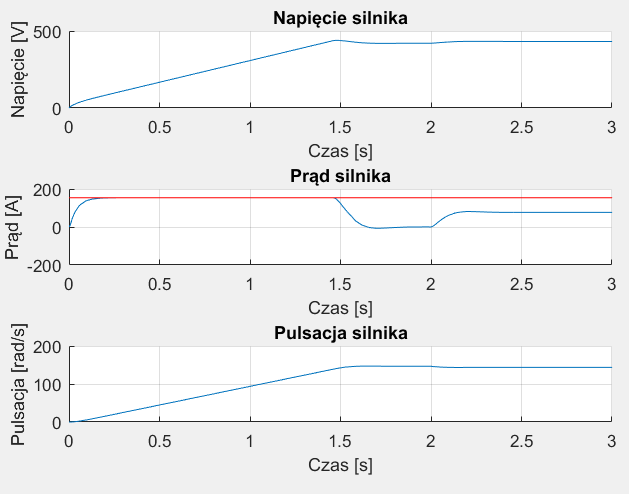 Napięcie silnika
Napięcie [V]
500
0
0 0.5 1 1.5 2 2.5 3
Czas [s]
Prąd silnika
Prąd [A]
200
0
-200
0 0.5 1 1.5 2 2.5 3
Czas [s]
Pulsacja silnika
Pulsacja [rad/s]
200
100
0
0 0.5 1 1.5 2 2.5 3
Czas [s]